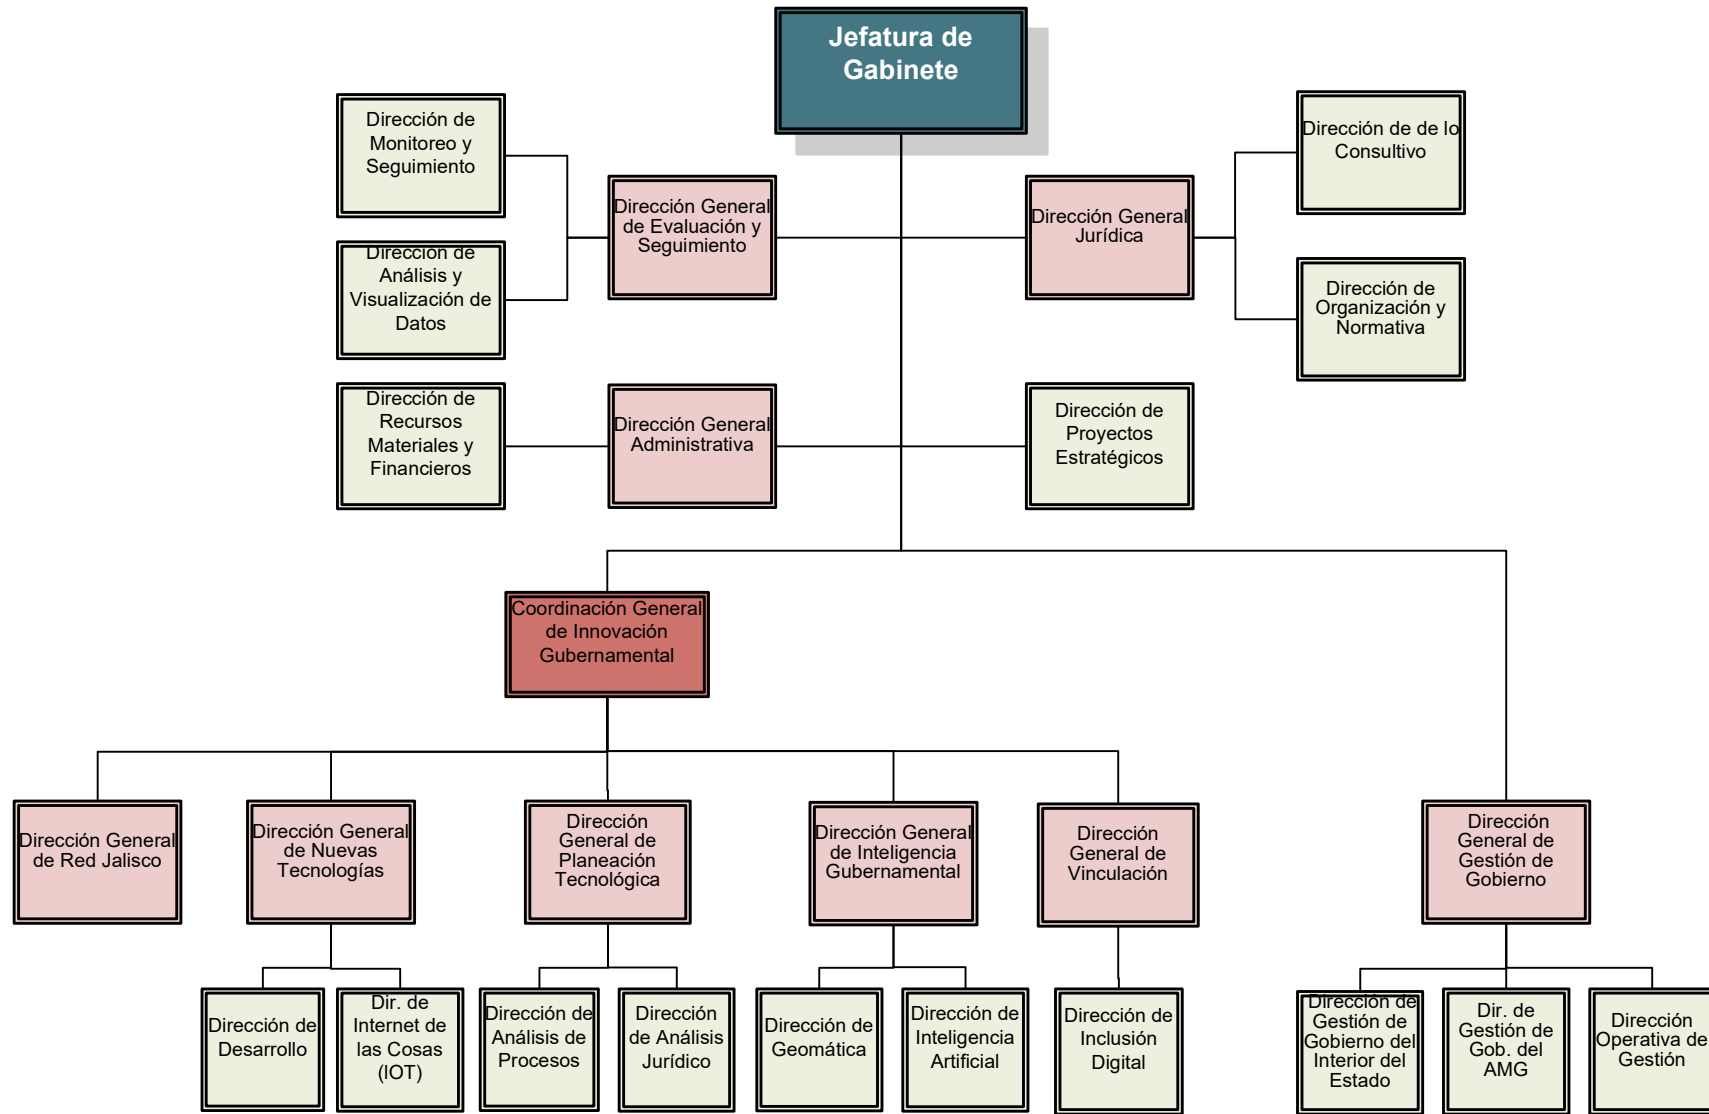 Jefatura de
Gabinete
Dirección de
Monitoreo y
Seguimiento
Dirección de de lo
Consultivo
Dirección General
de Evaluación y
Seguimiento
Dirección General
Jurídica
Dirección de
Análisis y
Visualización de
Datos
Dirección de
Organización y
Normativa
Dirección de
Recursos
Materiales y
Financieros
Dirección General
Administrativa
Dirección de
Proyectos
Estratégicos
Coordinación General
de Innovación
Gubernamental
Dirección General
de Red Jalisco
Dirección General
de Nuevas
Tecnologías
Dirección
General de
Planeación
Tecnológica
Dirección General
de Inteligencia
Gubernamental
Dirección
General de
Vinculación
Dirección
General de
Gestión de
Gobierno
Dirección de
Desarrollo
Dir. de
Internet de
las Cosas
(IOT)
Dirección de
Análisis de
Procesos
Dirección
de Análisis
Jurídico
Dirección de
Geomática
Dirección de
Inteligencia
Artificial
Dirección de
Inclusión
Digital
Dirección de
Gestión de
Gobierno del
Interior del
Estado
Dir. de
Gestión de
Gob. del
AMG
Dirección
Operativa de
Gestión